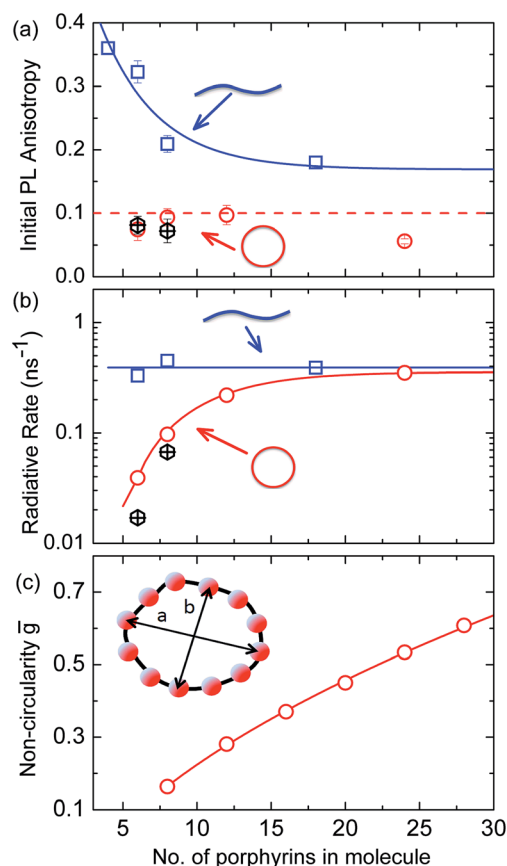 (a)
0.4
0.3
0.2
0.1
0.0
Initial PL Anisotropy
(b)
1
0.1
0.01
Radiative Rate (ns⁻¹)
(c)
0.7
0.5
0.3
0.1
Non-circularity g̅
a
b
5 10 15 20 25 30
No. of porphyrins in molecule